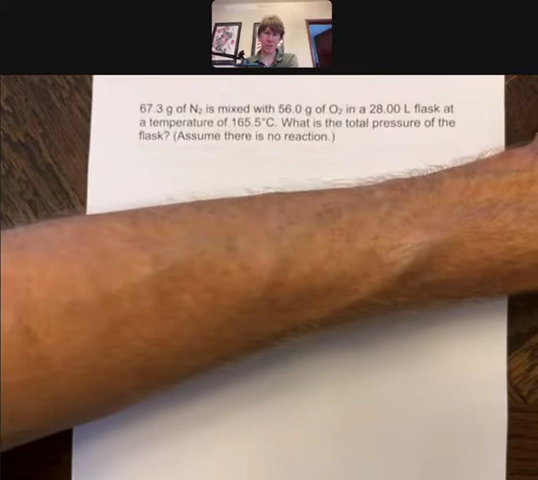 67.3 g of N₂ is mixed with 56.0 g of O₂ in a 28.00 L flask at
a temperature of 165.5°C. What is the total pressure of the
flask? (Assume there is no reaction.)